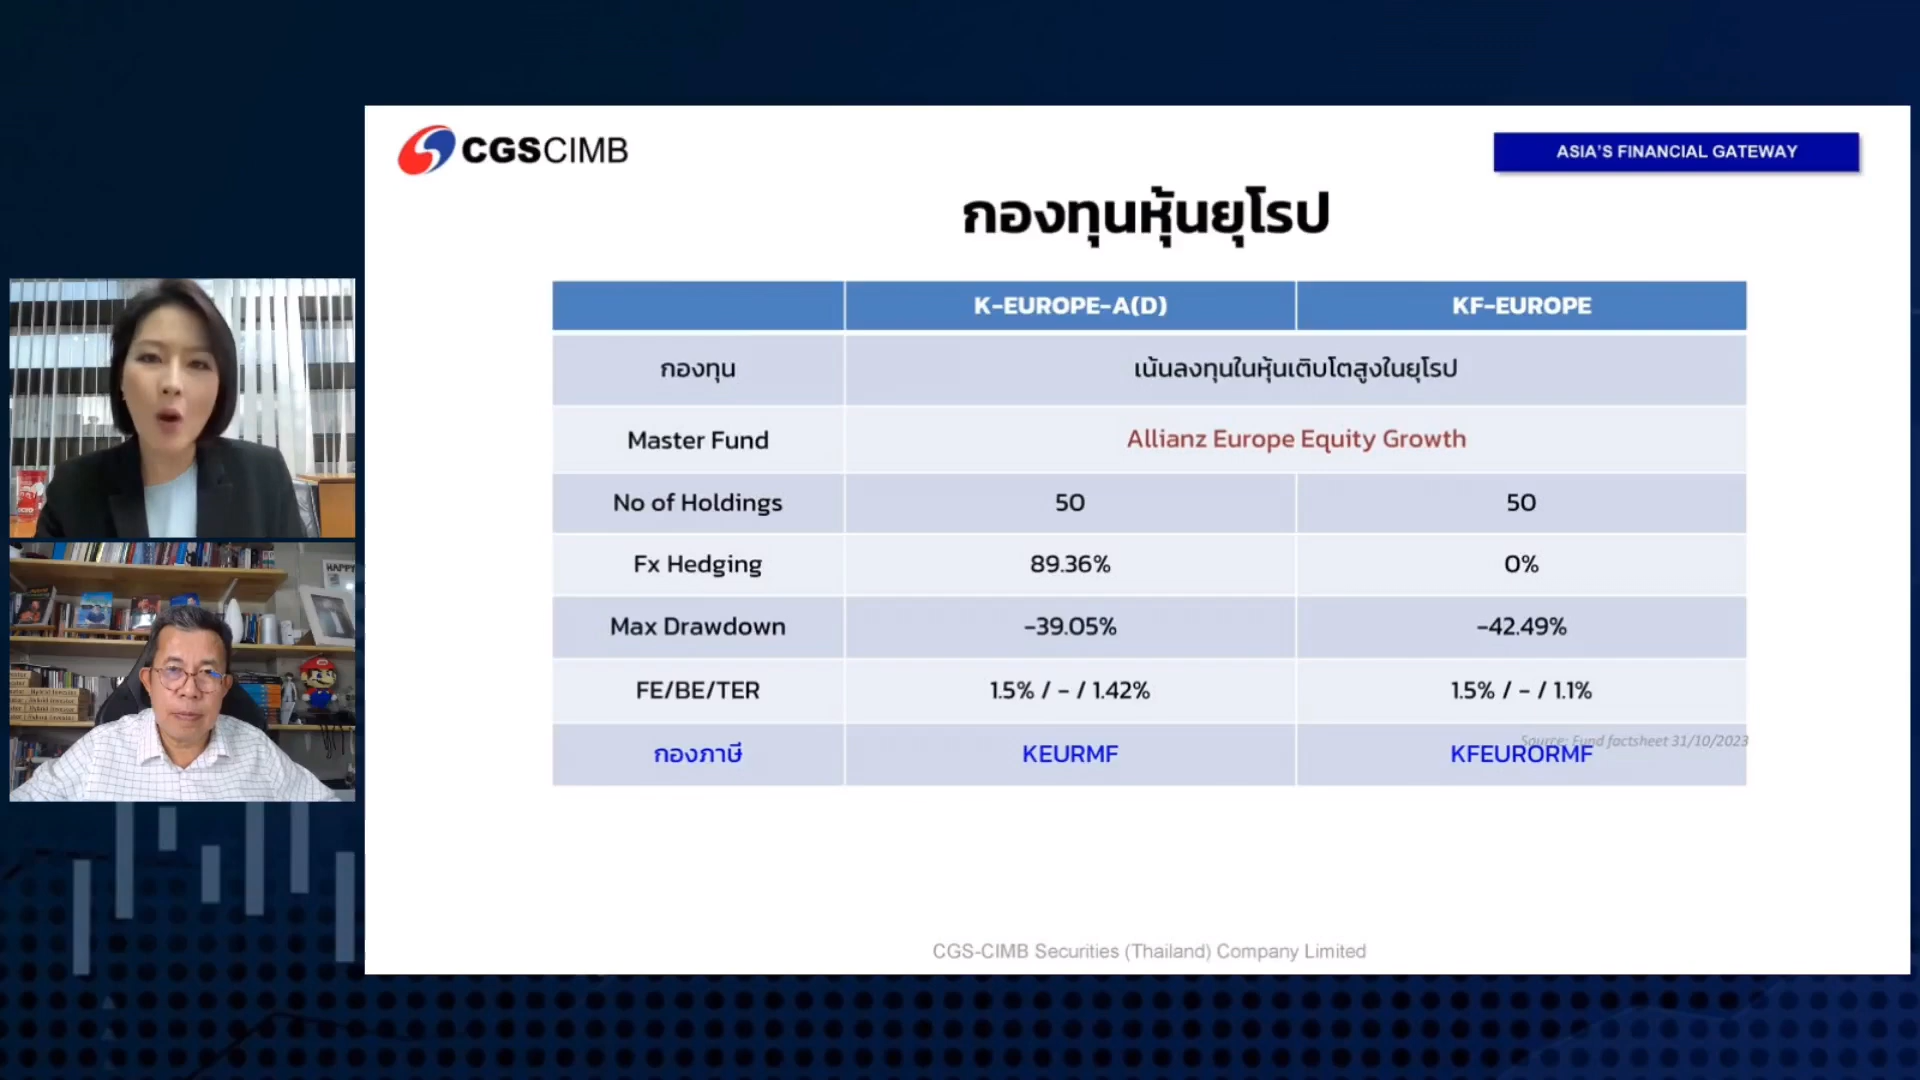 CGSCIMB
ASIA'S FINANCIAL GATEWAY
กองทุนหุ้นยุโรป
K-EUROPE-A(D) KF-EUROPE
กองทุน เน้นลงทุนในหุ้นเติบโตสูงในยุโรป
Master Fund Allianz Europe Equity Growth
No of Holdings 50 50
Fx Hedging 89.36% 0%
Max Drawdown -39.05% -42.49%
FE/BE/TER 1.5% / - / 1.42% 1.5% / - / 1.1%
Source: Fund factsheet 31/10/2023
กองภาษี KEURMF KFEURORMF
CGS-CIMB Securities (Thailand) Company Limited
HAPPY